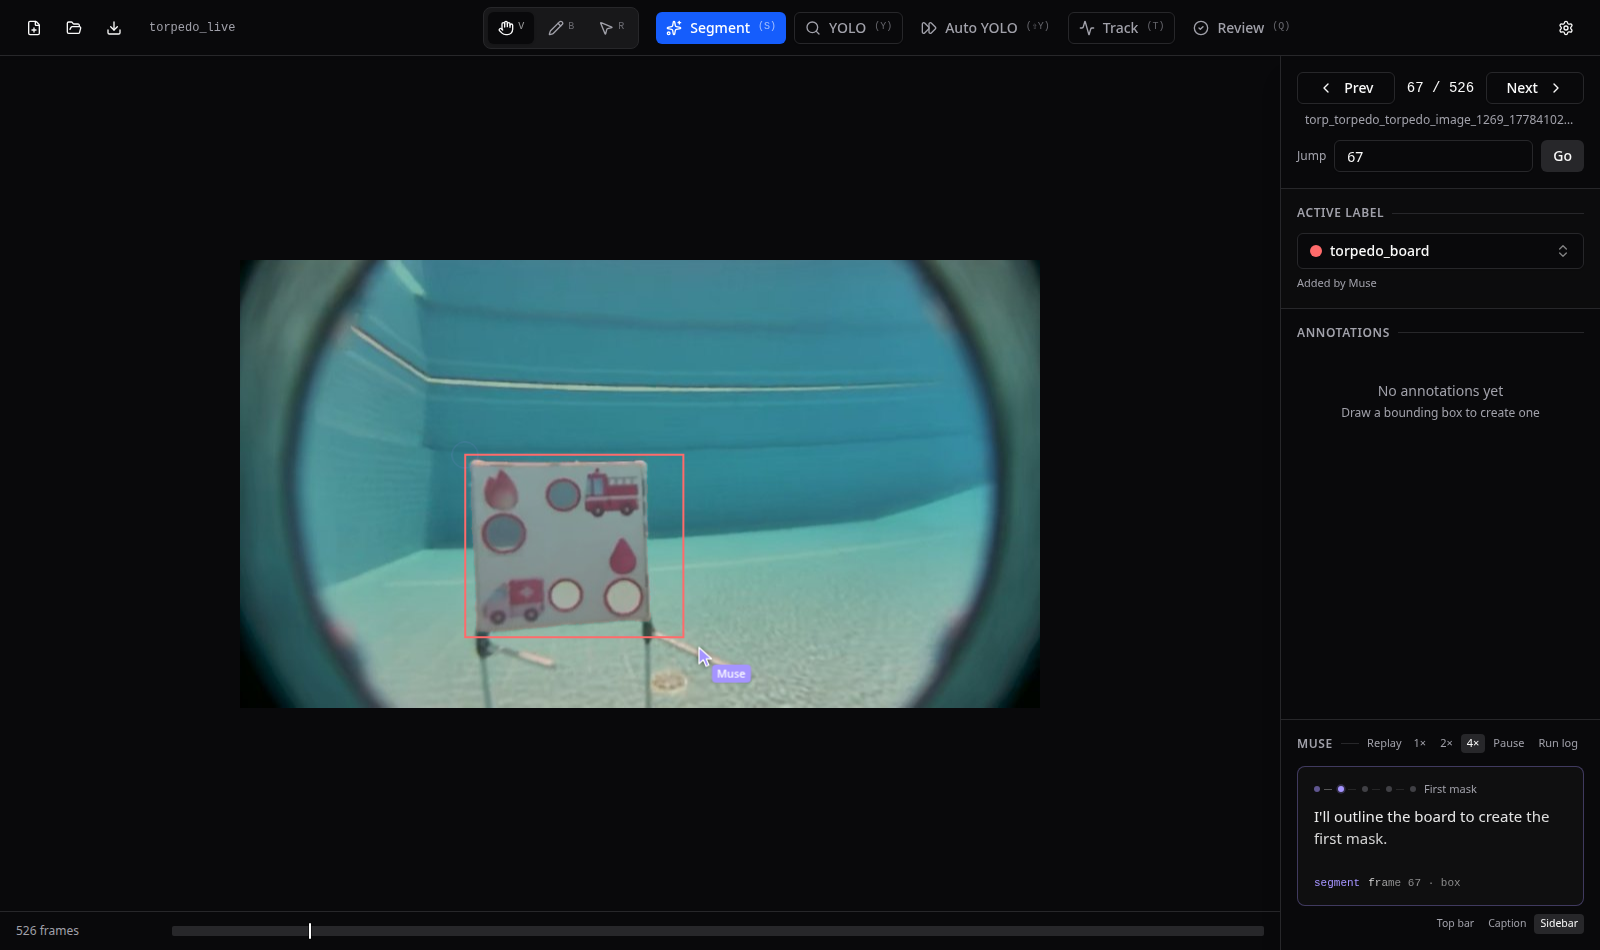 torpedo_live
V
B
R
Segment (S)
YOLO (Y)
Auto YOLO (⇧Y)
Track (T)
Review (Q)
Prev
67 / 526
Next
torp_torpedo_torpedo_image_1269_17784102...
Jump
67
Go
ACTIVE LABEL
torpedo_board
Added by Muse
ANNOTATIONS
No annotations yet
Draw a bounding box to create one
Muse
MUSE
Replay
1×
2×
4×
Pause
Run log
First mask
I'll outline the board to create the
first mask.
segment frame 67 · box
Top bar
Caption
Sidebar
526 frames